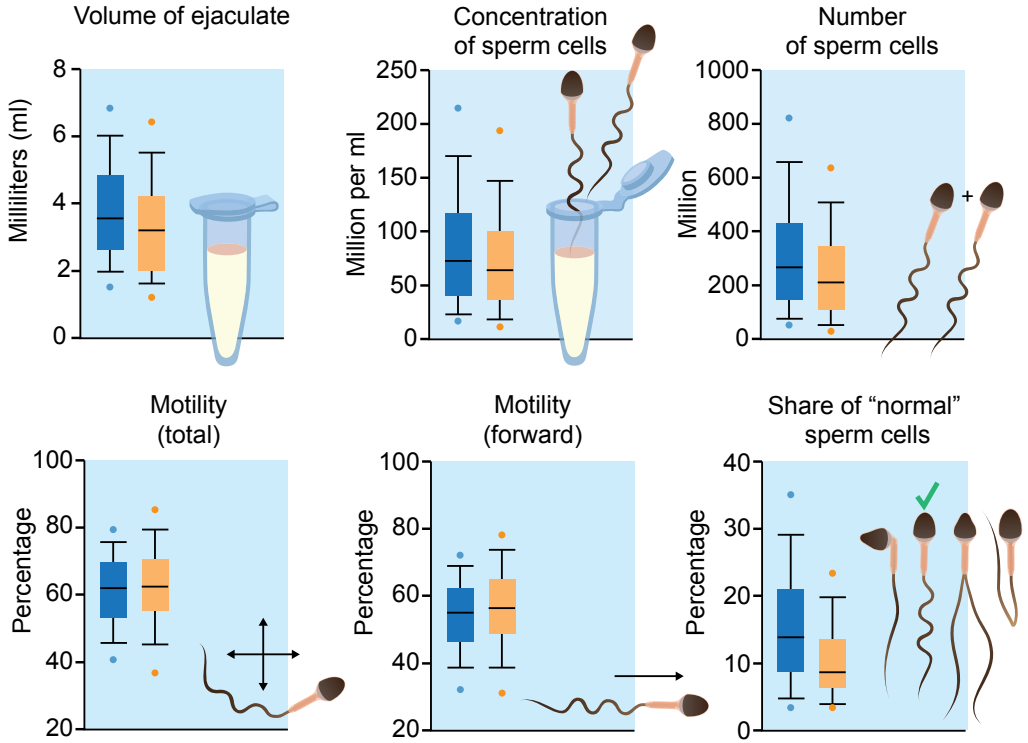 Volume of ejaculate
Milliliters (ml)
8
6
4
2
0
Concentration
of sperm cells
Million per ml
250
200
150
100
50
0
Number
of sperm cells
Million
1000
800
600
400
200
0
+
Motility
(total)
Percentage
100
80
60
40
20
Motility
(forward)
Percentage
100
80
60
40
20
Share of “normal”
sperm cells
Percentage
40
30
20
10
0